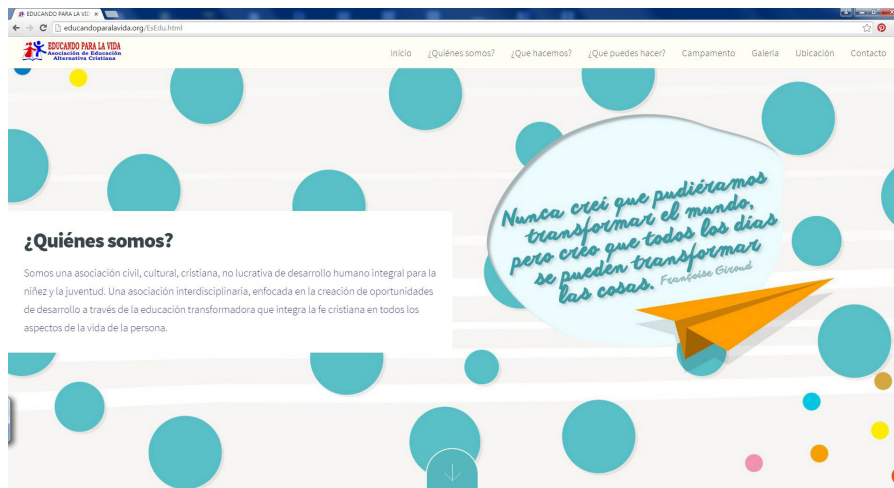 EDUCANDO PARA LA VID
educandoparalavida.org/EsEdu.html
EDUCANDO PARA LA VIDA
Asociación de Educación
Alternativa Cristiana
Inicio ¿Quiénes somos? ¿Que hacemos? ¿Que puedes hacer? Campamento Galería Ubicación Contacto
Nunca creí que pudiéramos
transformar el mundo,
pero creo que todos los días
se pueden transformar
las cosas. Françoise Giroud
¿Quiénes somos?
Somos una asociación civil, cultural, cristiana, no lucrativa de desarrollo humano integral para la
niñez y la juventud. Una asociación interdisciplinaria, enfocada en la creación de oportunidades
de desarrollo a través de la educación transformadora que integra la fe cristiana en todos los
aspectos de la vida de la persona.